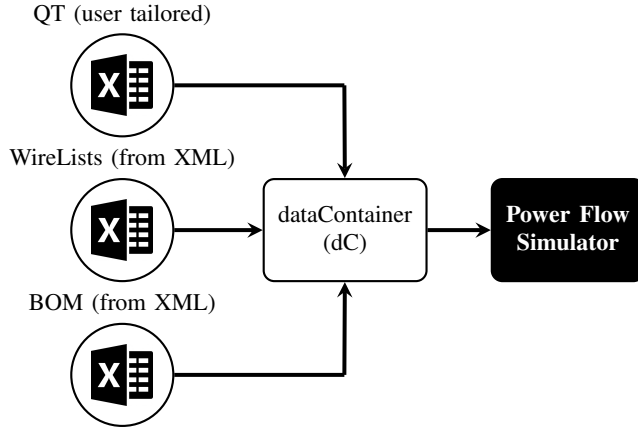 QT (user tailored)
X
WireLists (from XML)
X
dataContainer
(dC)
Power Flow
Simulator
BOM (from XML)
X